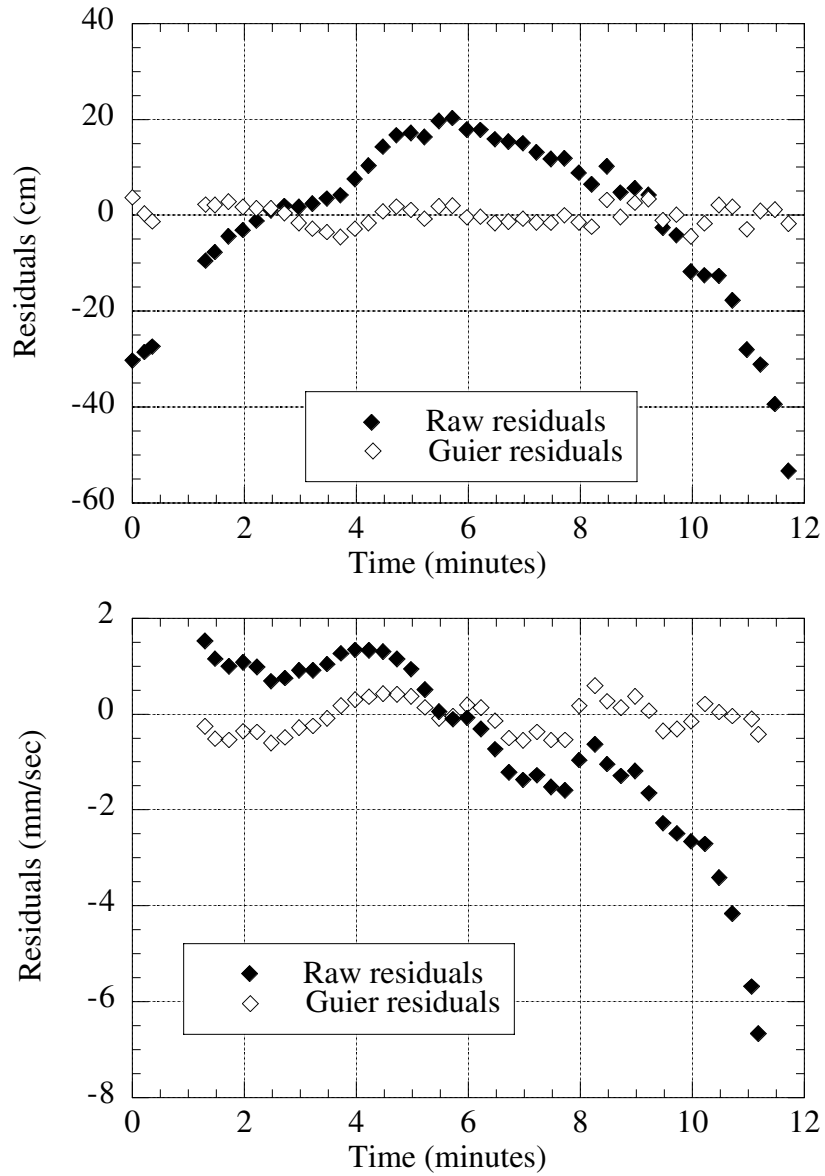 40
20
0
-20
-40
-60
Residuals (cm)
Raw residuals
Guier residuals
0 2 4 6 8 10 12
Time (minutes)
2
0
-2
-4
-6
-8
Residuals (mm/sec)
Raw residuals
Guier residuals
0 2 4 6 8 10 12
Time (minutes)